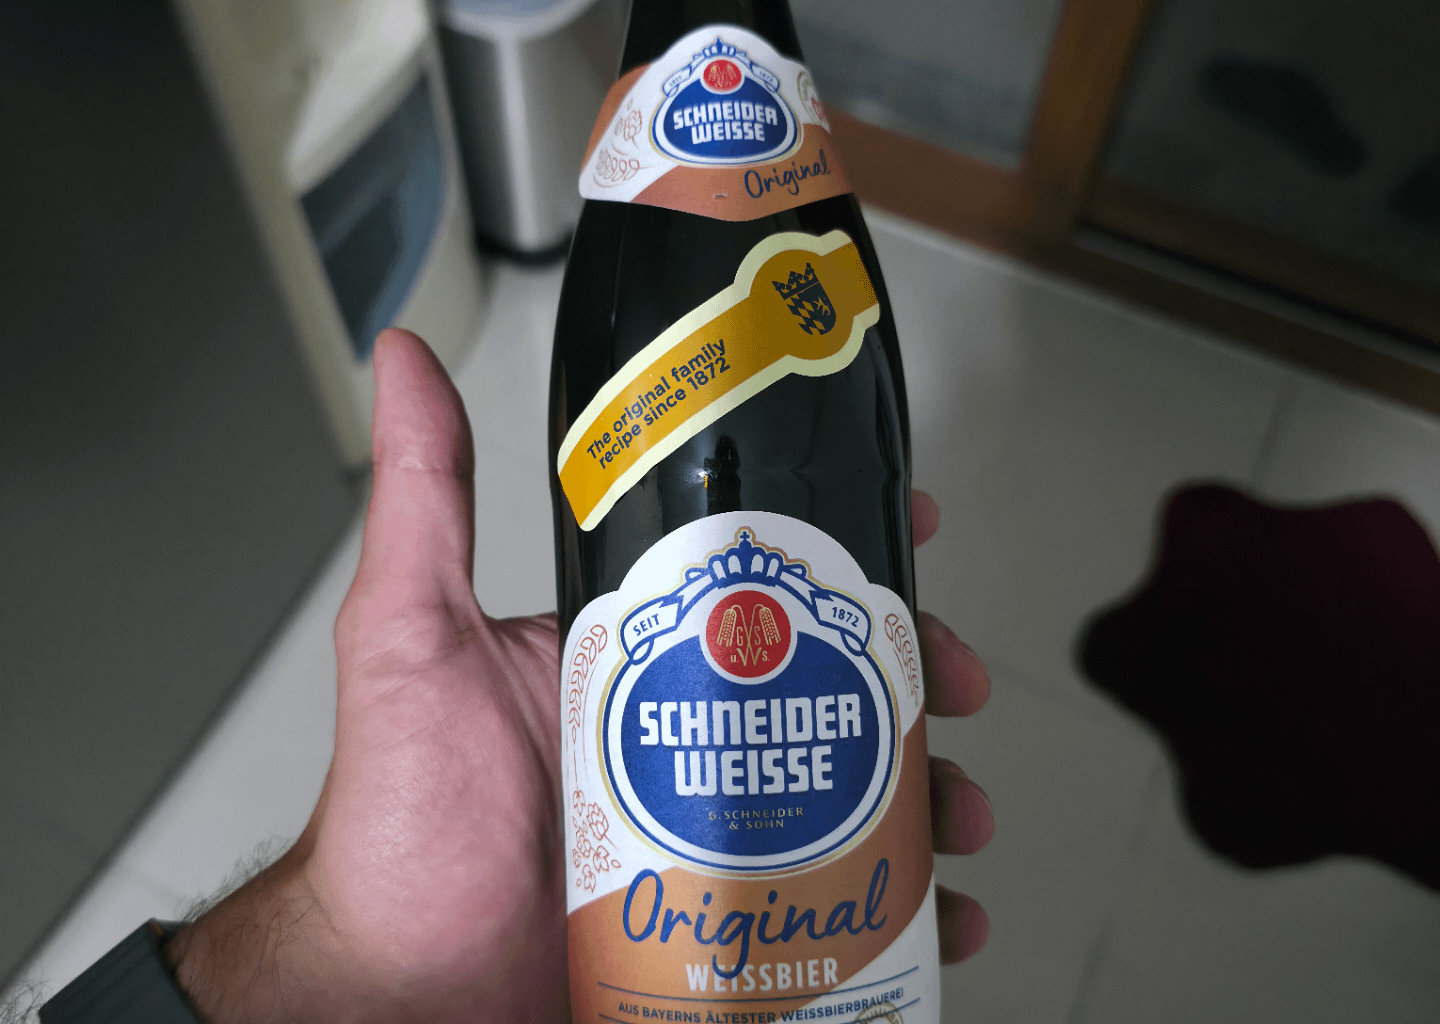 SEIT 1872
SCHNEIDER
WEISSE
Original
The original family
recipe since 1872
SEIT 1872
G S
u. W S.
SCHNEIDER
WEISSE
G. SCHNEIDER
& SOHN
Original
WEISSBIER
AUS BAYERNS ÄLTESTER WEISSBIERBRAUEREI